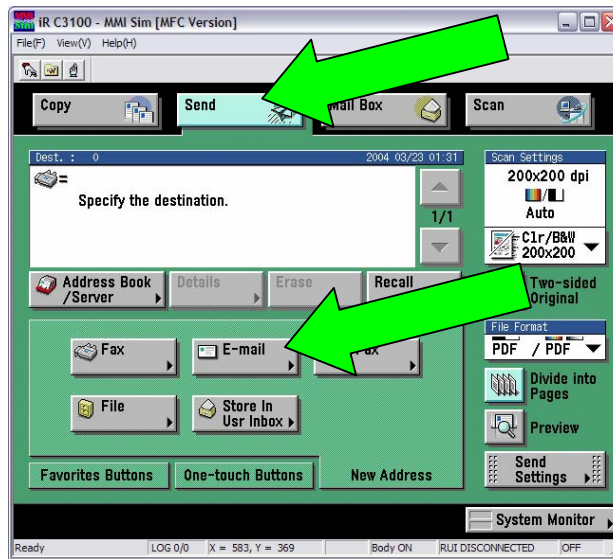 iR C3100 - MMI Sim [MFC Version]
File(F) View(V) Help(H)
Copy
Send
Mail Box
Scan
Dest. : 0 2004 03/23 01:31
Specify the destination.
1/1
Scan Settings
200x200 dpi
Auto
Clr/B&W
200x200
Address Book
/Server
Details
Erase
Recall
Two-sided
Original
File Format
PDF / PDF
Fax
E-mail
Fax
Divide into
Pages
File
Store In
Usr Inbox
Preview
Favorites Buttons
One-touch Buttons
New Address
Send
Settings
System Monitor
Ready LOG 0/0 X = 583, Y = 369 Body ON RUI DISCONNECTED OFF